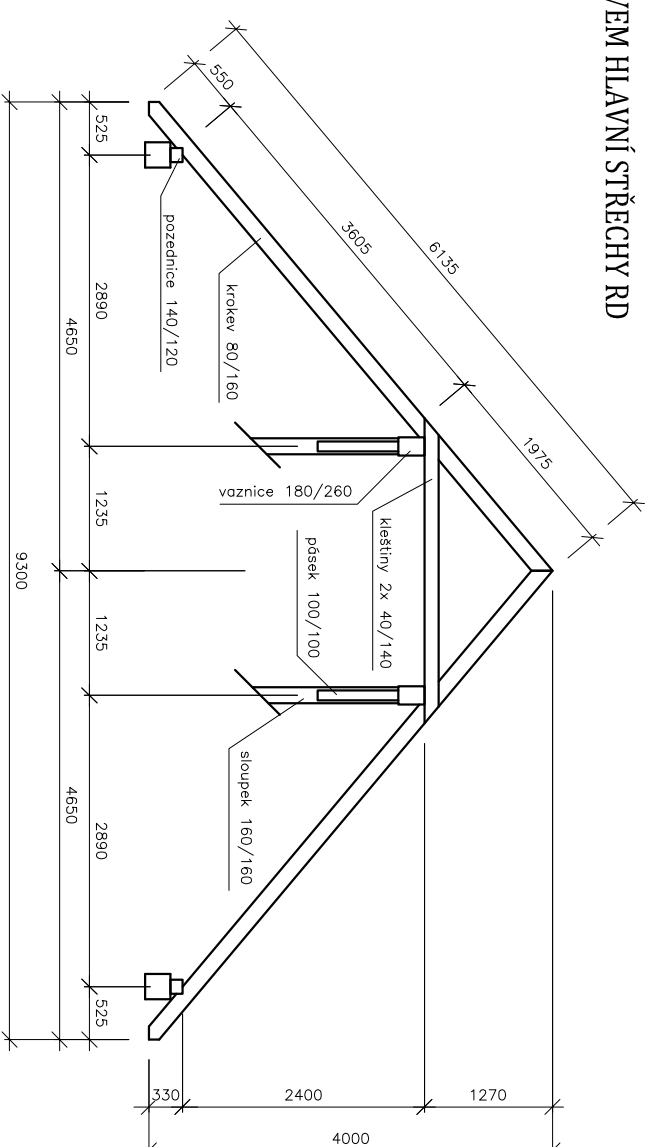 VEM HLAVNÍ STŘECHY RD
6135
550
3605
1975
525
2890
1235
1235
2890
525
4650
4650
9300
pozednice 140/120
krokev 80/160
vaznice 180/260
kleštiny 2x 40/140
pásek 100/100
sloupek 160/160
330
2400
1270
4000